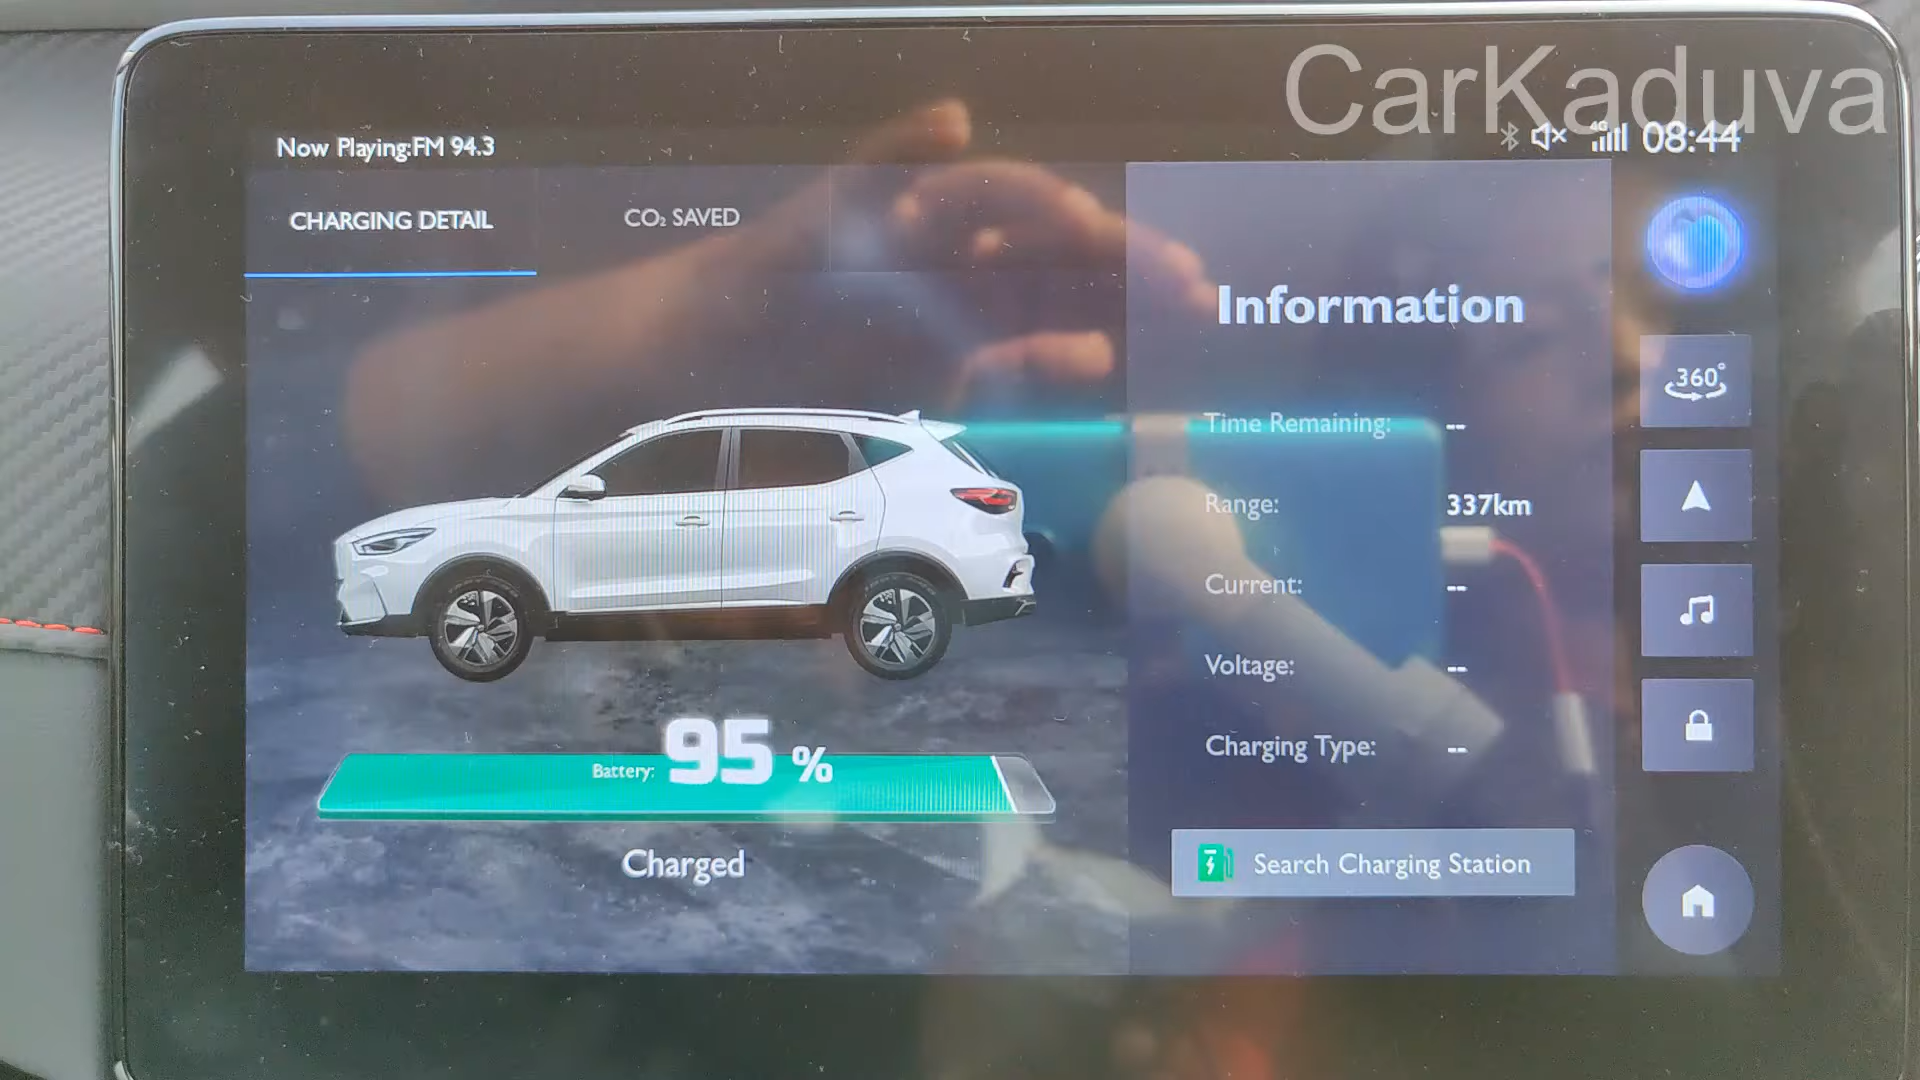 CarKaduva
Now Playing:FM 94.3
4G 08:44
CHARGING DETAIL
CO₂ SAVED
Information
360°
Time Remaining: --
Range: 337km
Current: --
Voltage: --
Charging Type: --
Battery: 95 %
Charged
Search Charging Station